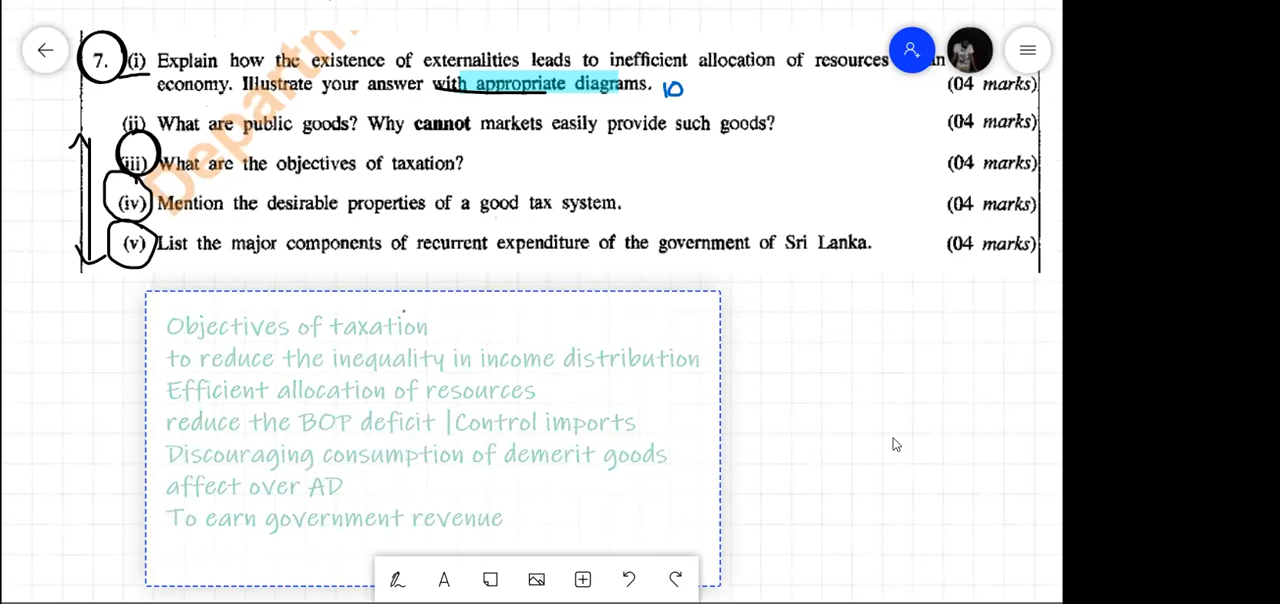 Departm
7. (i) Explain how the existence of externalities leads to inefficient allocation of resources in
economy. Illustrate your answer with appropriate diagrams. 10 (04 marks)
(ii) What are public goods? Why cannot markets easily provide such goods? (04 marks)
(iii) What are the objectives of taxation? (04 marks)
(iv) Mention the desirable properties of a good tax system. (04 marks)
(v) List the major components of recurrent expenditure of the government of Sri Lanka. (04 marks)
Objectives of taxation
to reduce the inequality in income distribution
Efficient allocation of resources
reduce the BOP deficit |Control imports
Discouraging consumption of demerit goods
affect over AD
To earn government revenue
A